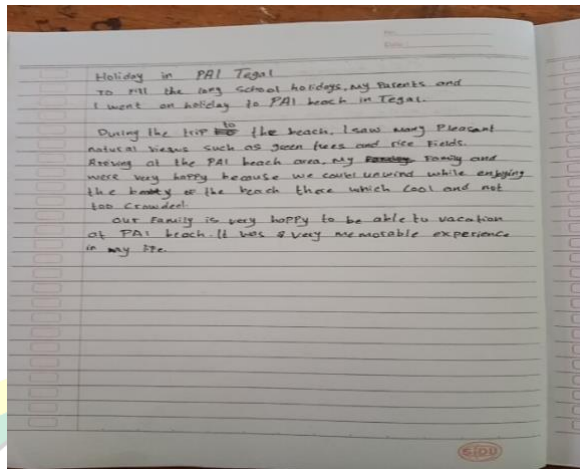 No:
Date:
Holiday in PAI Tegal
To fill the long school holidays, my parents and
I went on holiday to PAI beach in Tegal.
During the trip to the beach, I saw many pleasant
natural views such as green trees and rice fields.
Arriving at the PAI beach area, my family and
were very happy because we could unwind while enjoying
the beauty of the beach there which cool and not
too crowded.
Our family is very happy to be able to vacation
at PAI beach. It was a very memorable experience
in my life.
SIDU